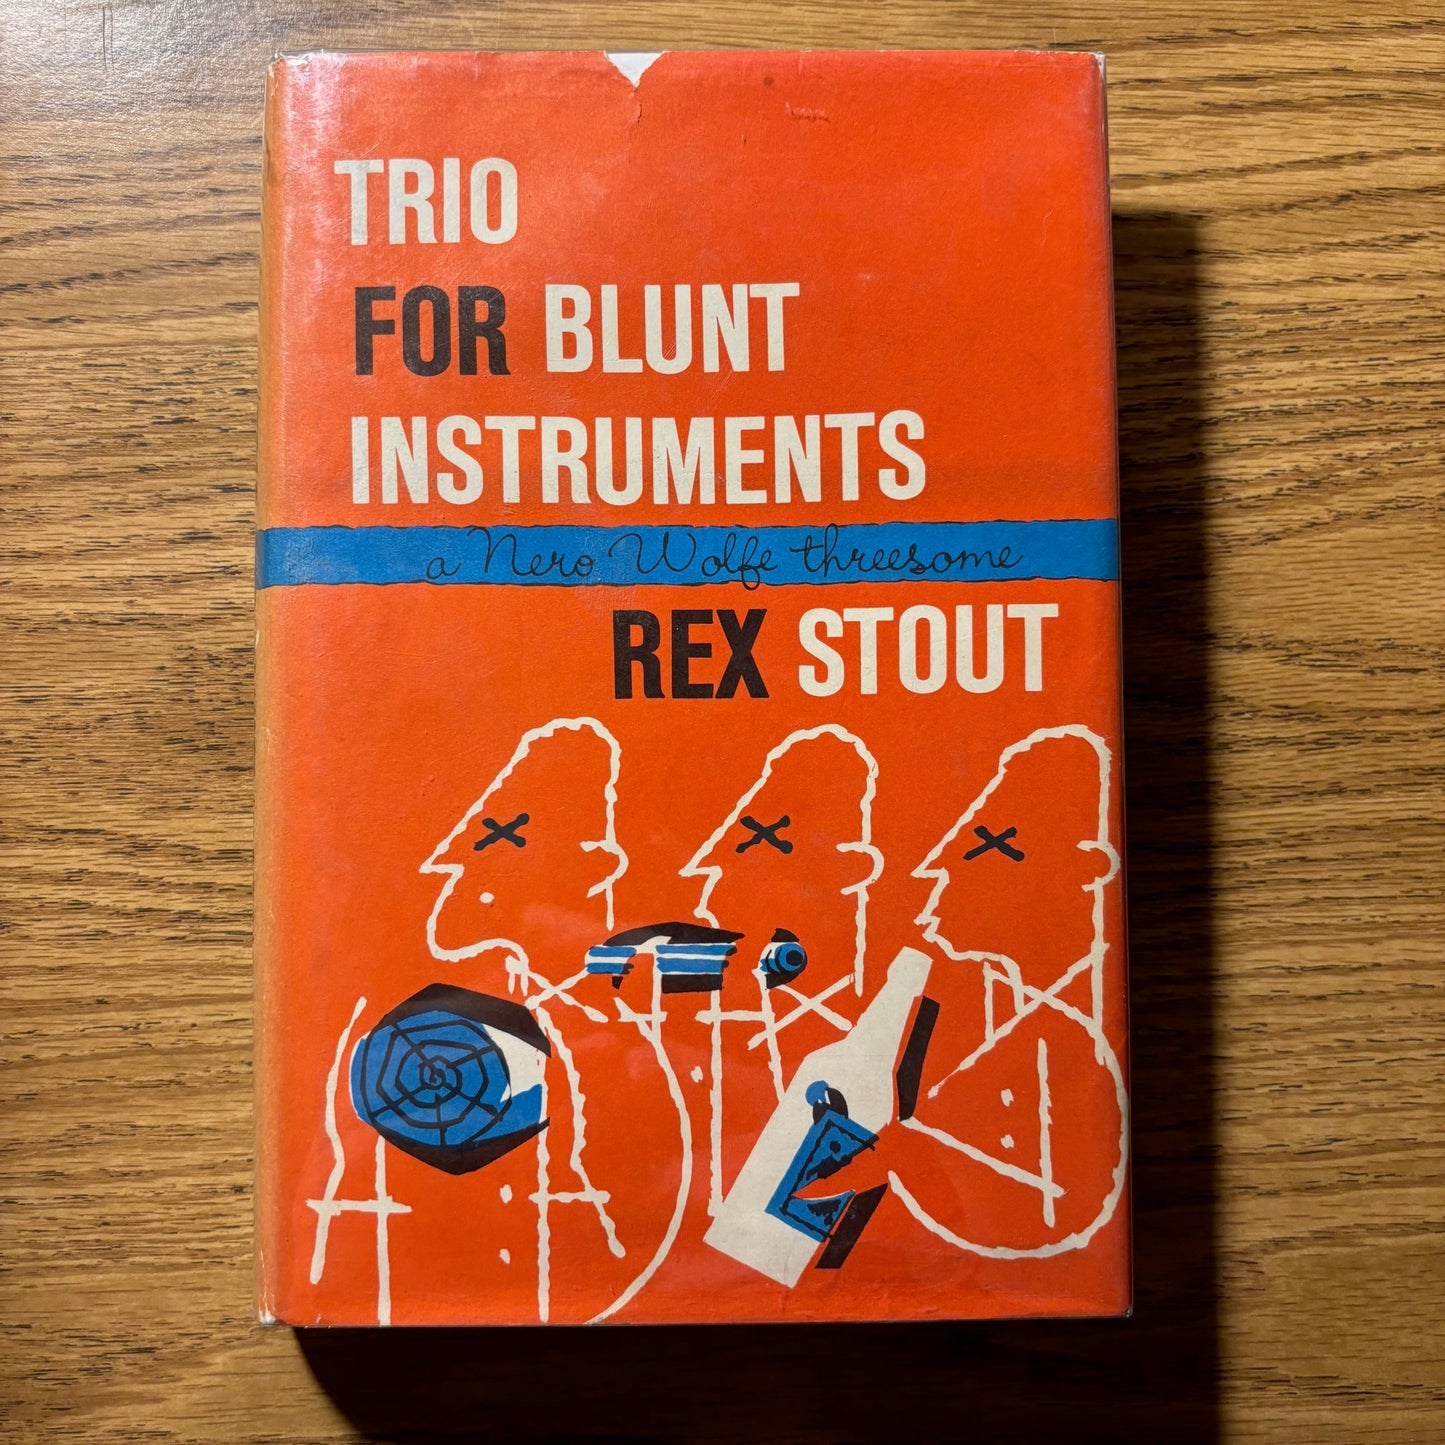 TRIO
FOR BLUNT
INSTRUMENTS
a Nero Wolfe threesome
REX STOUT